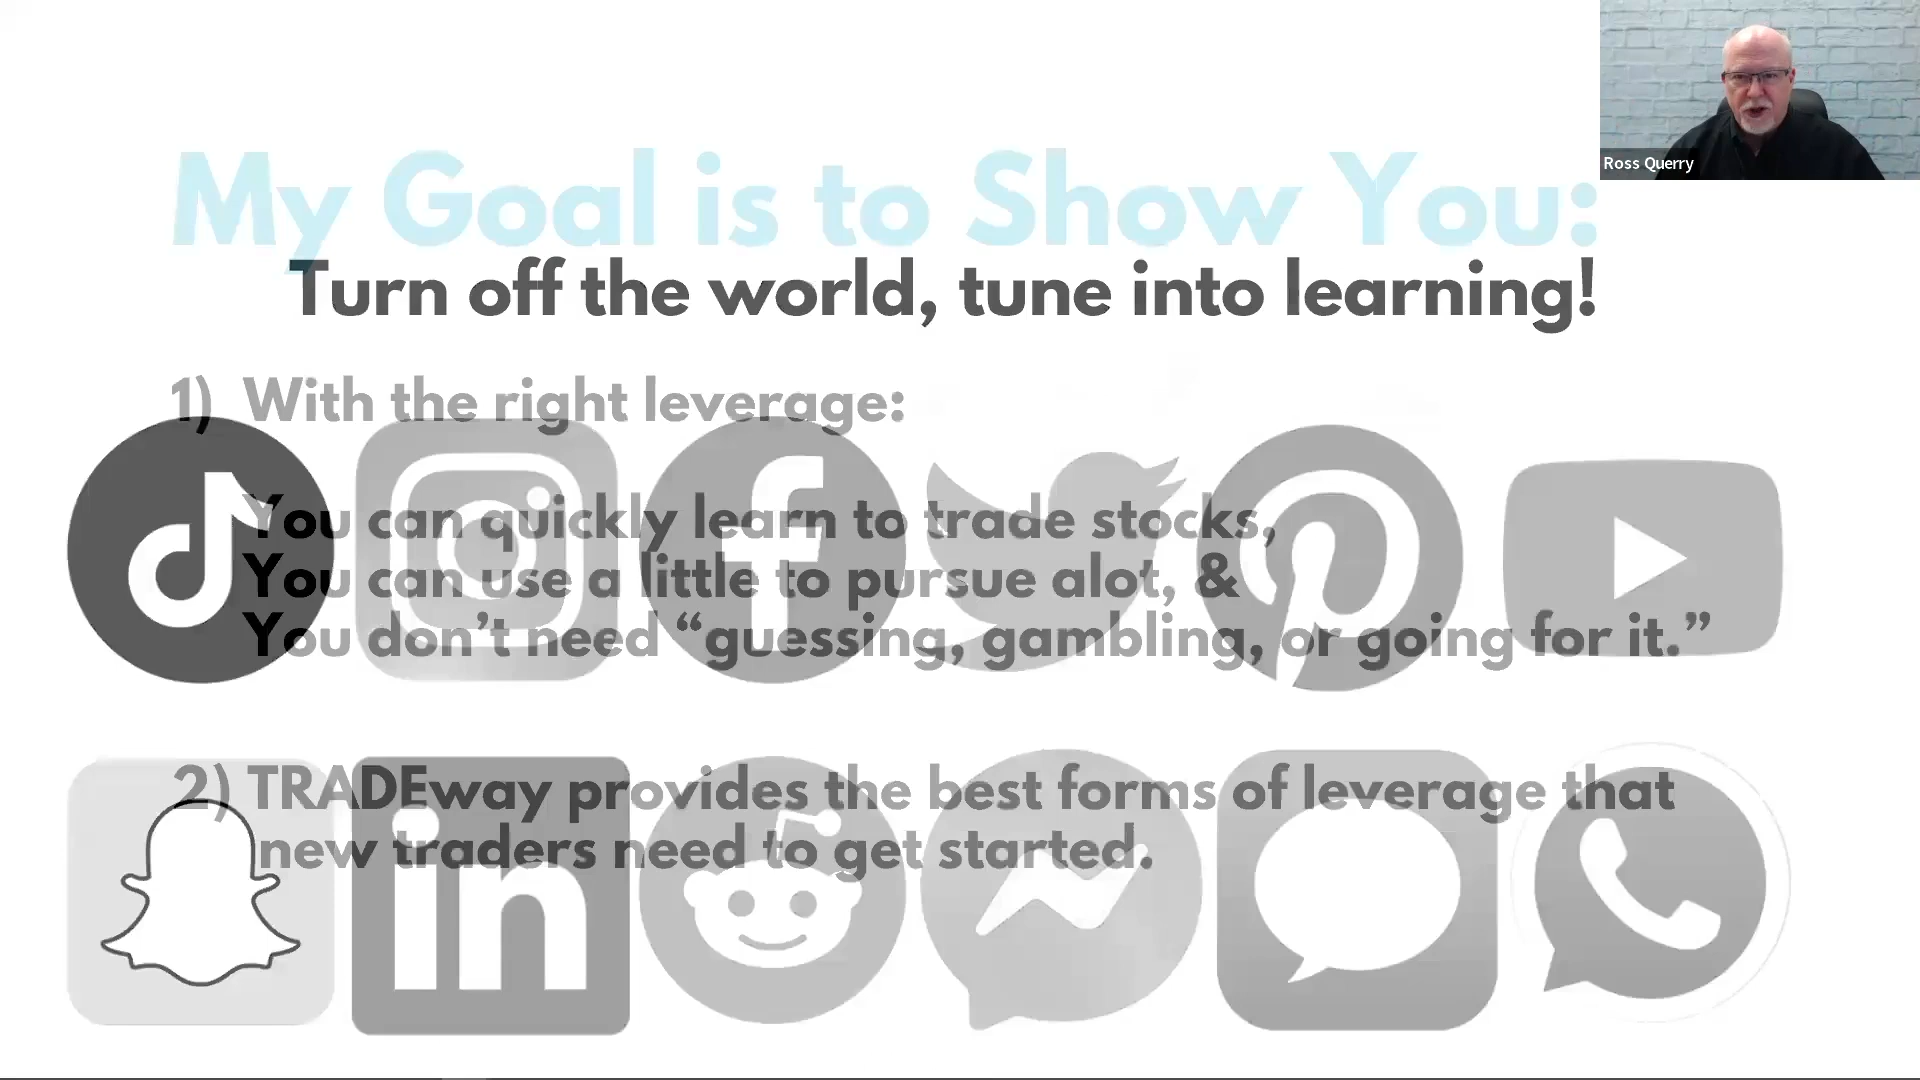 Ross Querry
My Goal is to Show You:
Turn off the world, tune into learning!
1) With the right leverage:
You can quickly learn to trade stocks,
You can use a little to pursue alot, &
You don’t need “guessing, gambling, or going for it.”
2) TRADEway provides the best forms of leverage that
new traders need to get started.
in